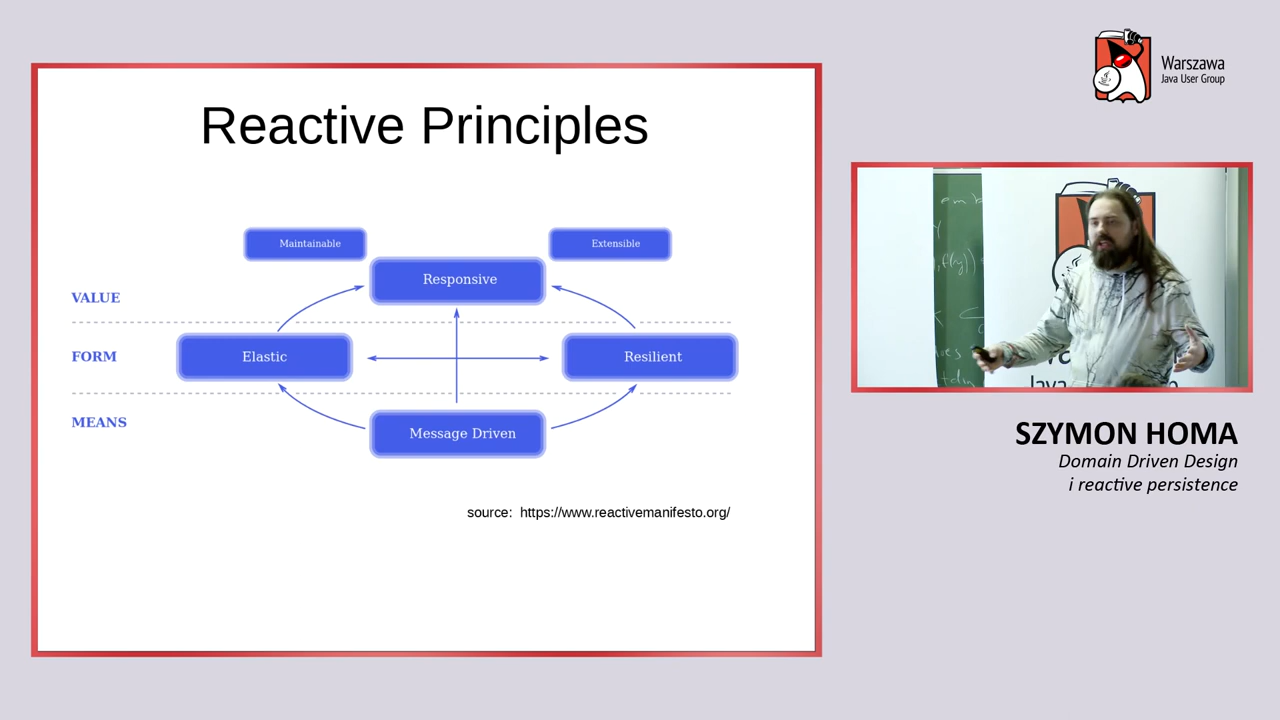 Reactive Principles
Maintainable
Extensible
Responsive
VALUE
FORM
Elastic
Resilient
MEANS
Message Driven
source: https://www.reactivemanifesto.org/
Warszawa
Java User Group
SZYMON HOMA
Domain Driven Design
i reactive persistence